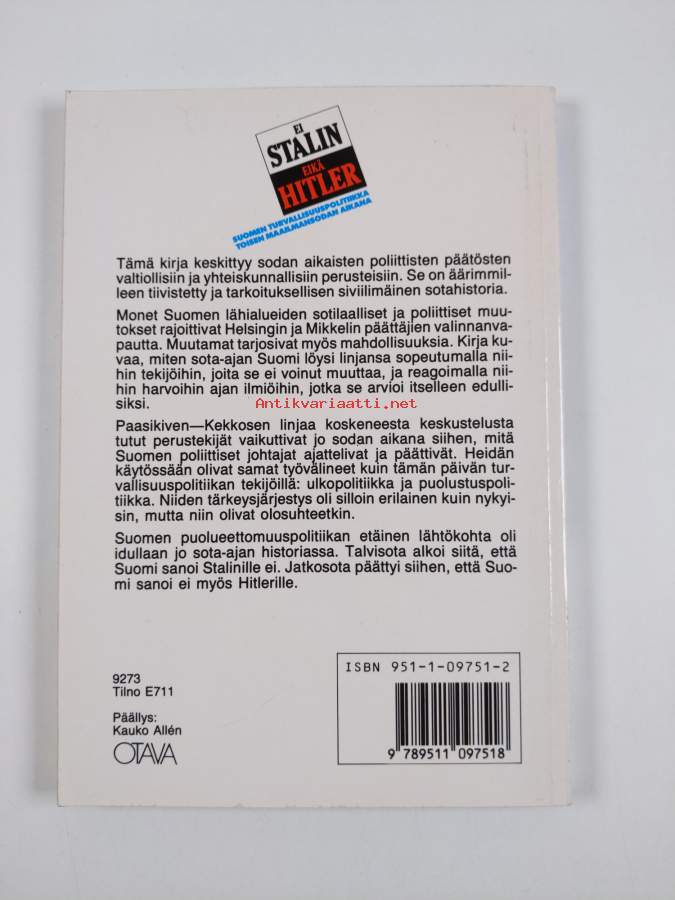 EI
STALIN
EIKÄ
HITLER
SUOMEN TURVALLISUUSPOLITIIKKA
TOISEN MAAILMANSODAN AIKANA
Tämä kirja keskittyy sodan aikaisten poliittisten päätösten
valtiollisiin ja yhteiskunnallisiin perusteisiin. Se on äärimmil-
leen tiivistetty ja tarkoituksellisen siviilimäinen sotahistoria.
Monet Suomen lähialueiden sotilaalliset ja poliittiset muu-
tokset rajoittivat Helsingin ja Mikkelin päättäjien valinnanva-
pautta. Muutamat tarjosivat myös mahdollisuuksia. Kirja ku-
vaa, miten sota-ajan Suomi löysi linjansa sopeutumalla nii-
hin tekijöihin, joita se ei voinut muuttaa, ja reagoimalla nii-
hin harvoihin ajan ilmiöihin, jotka se arvioi itselleen edulli-
siksi.
Antikvariaatti.net
Paasikiven—Kekkosen linjaa koskeneesta keskustelusta
tutut perustekijät vaikuttivat jo sodan aikana siihen, mitä
Suomen poliittiset johtajat ajattelivat ja päättivät. Heidän
käytössään olivat samat työvälineet kuin tämän päivän tur-
vallisuuspolitiikan tekijöillä: ulkopolitiikka ja puolustuspoli-
tiikka. Niiden tärkeysjärjestys oli silloin erilainen kuin nykyi-
sin, mutta niin olivat olosuhteetkin.
Suomen puolueettomuuspolitiikan etäinen lähtökohta oli
idullaan jo sota-ajan historiassa. Talvisota alkoi siitä, että
Suomi sanoi Stalinille ei. Jatkosota päättyi siihen, että Suo-
mi sanoi ei myös Hitlerille.
ISBN 951-1-09751-2
9273
Tilno E711
Päällys:
Kauko Allén
OTAVA
9 789511 097518